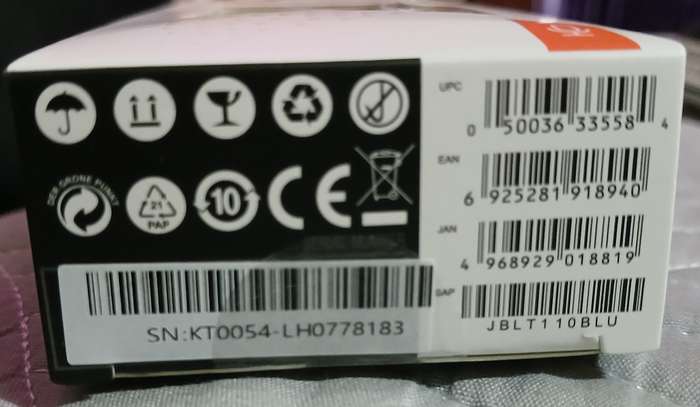 DER GRÜNE PUNKT
21
PAP
10
CE
SN:KT0054-LH0778183
UPC
0 50036 33558 4
EAN
6 925281 918940
JAN
4 968929 018819
SAP
JBLT110BLU